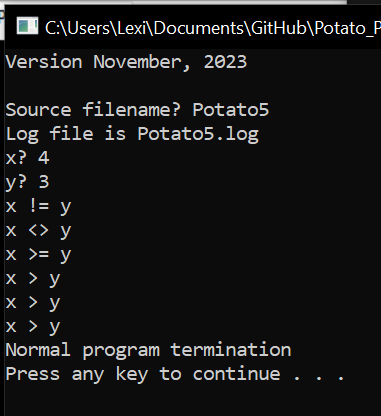 C:\Users\Lexi\Documents\GitHub\Potato_P
Version November, 2023
Source filename? Potato5
Log file is Potato5.log
x? 4
y? 3
x != y
x <> y
x >= y
x > y
x > y
x > y
Normal program termination
Press any key to continue . . .